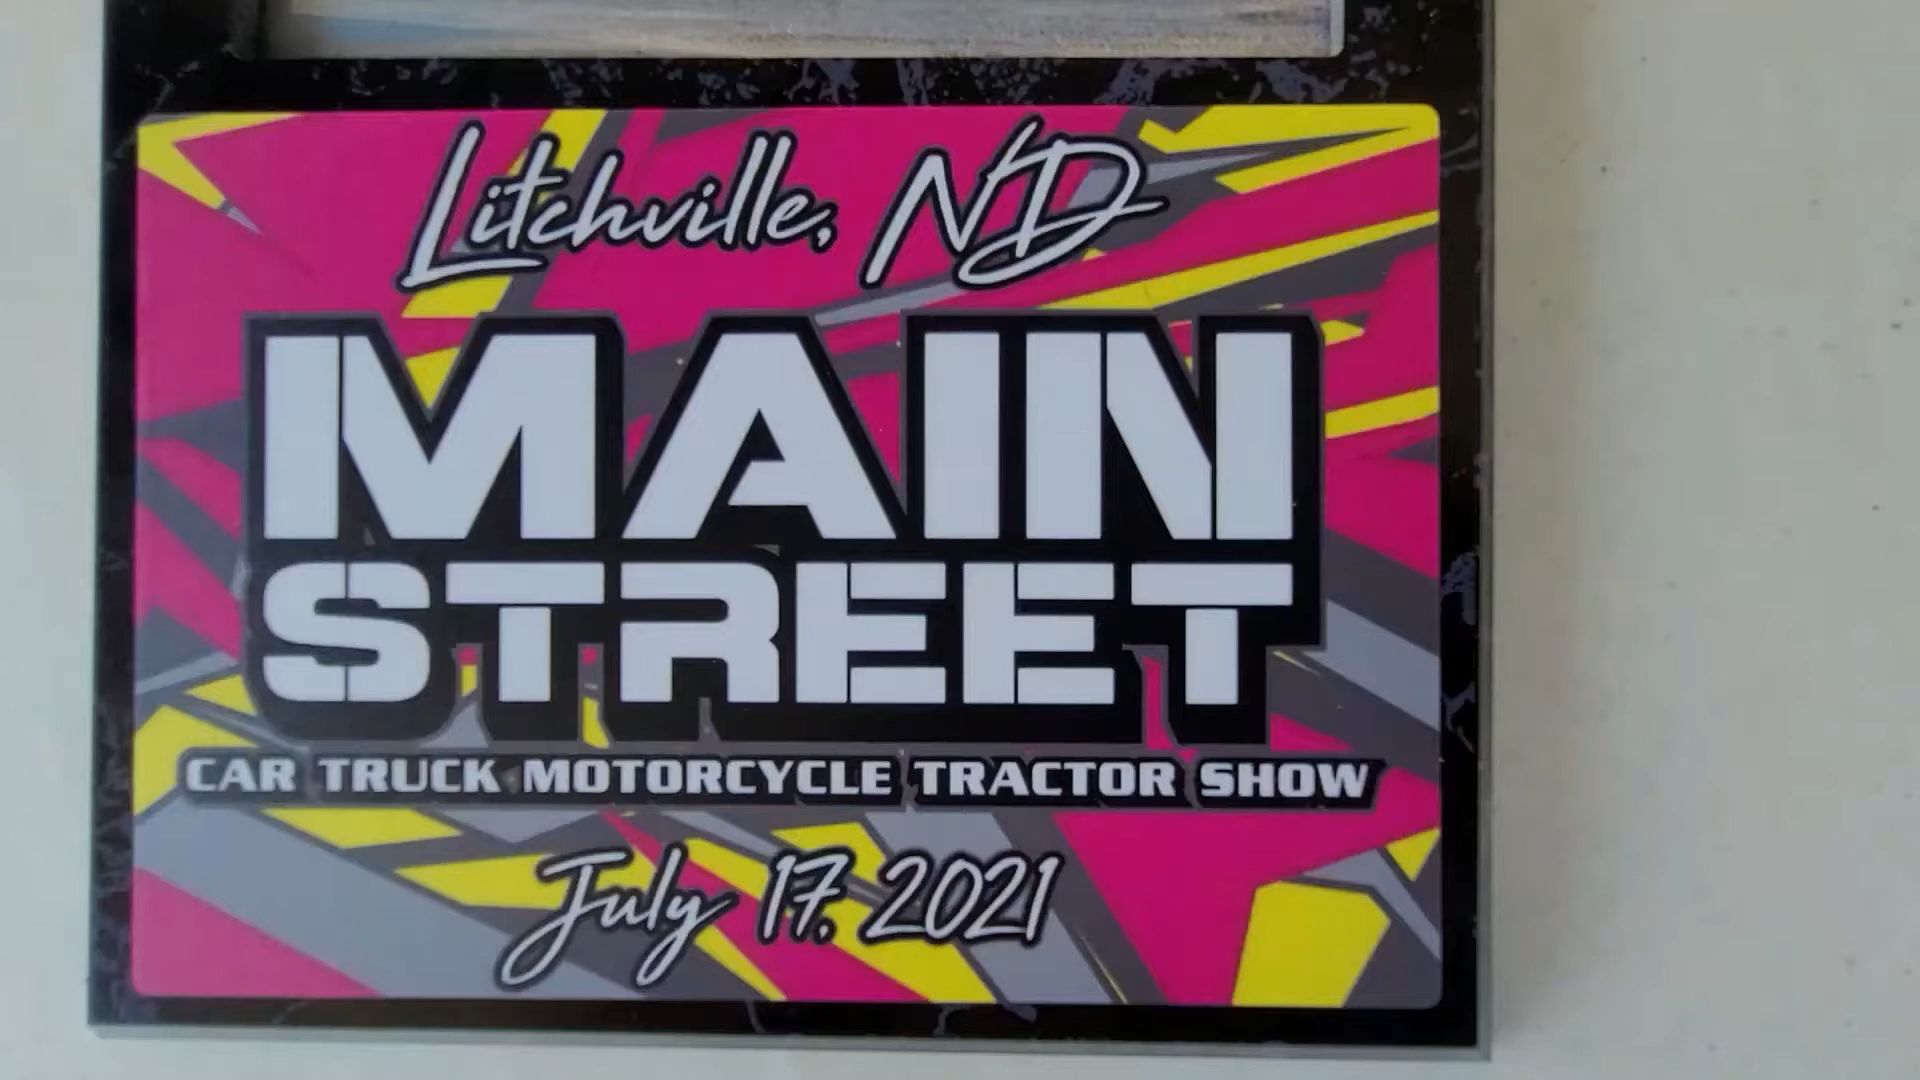 Litchville, ND
MAIN
STREET
CAR TRUCK MOTORCYCLE TRACTOR SHOW
July 17, 2021